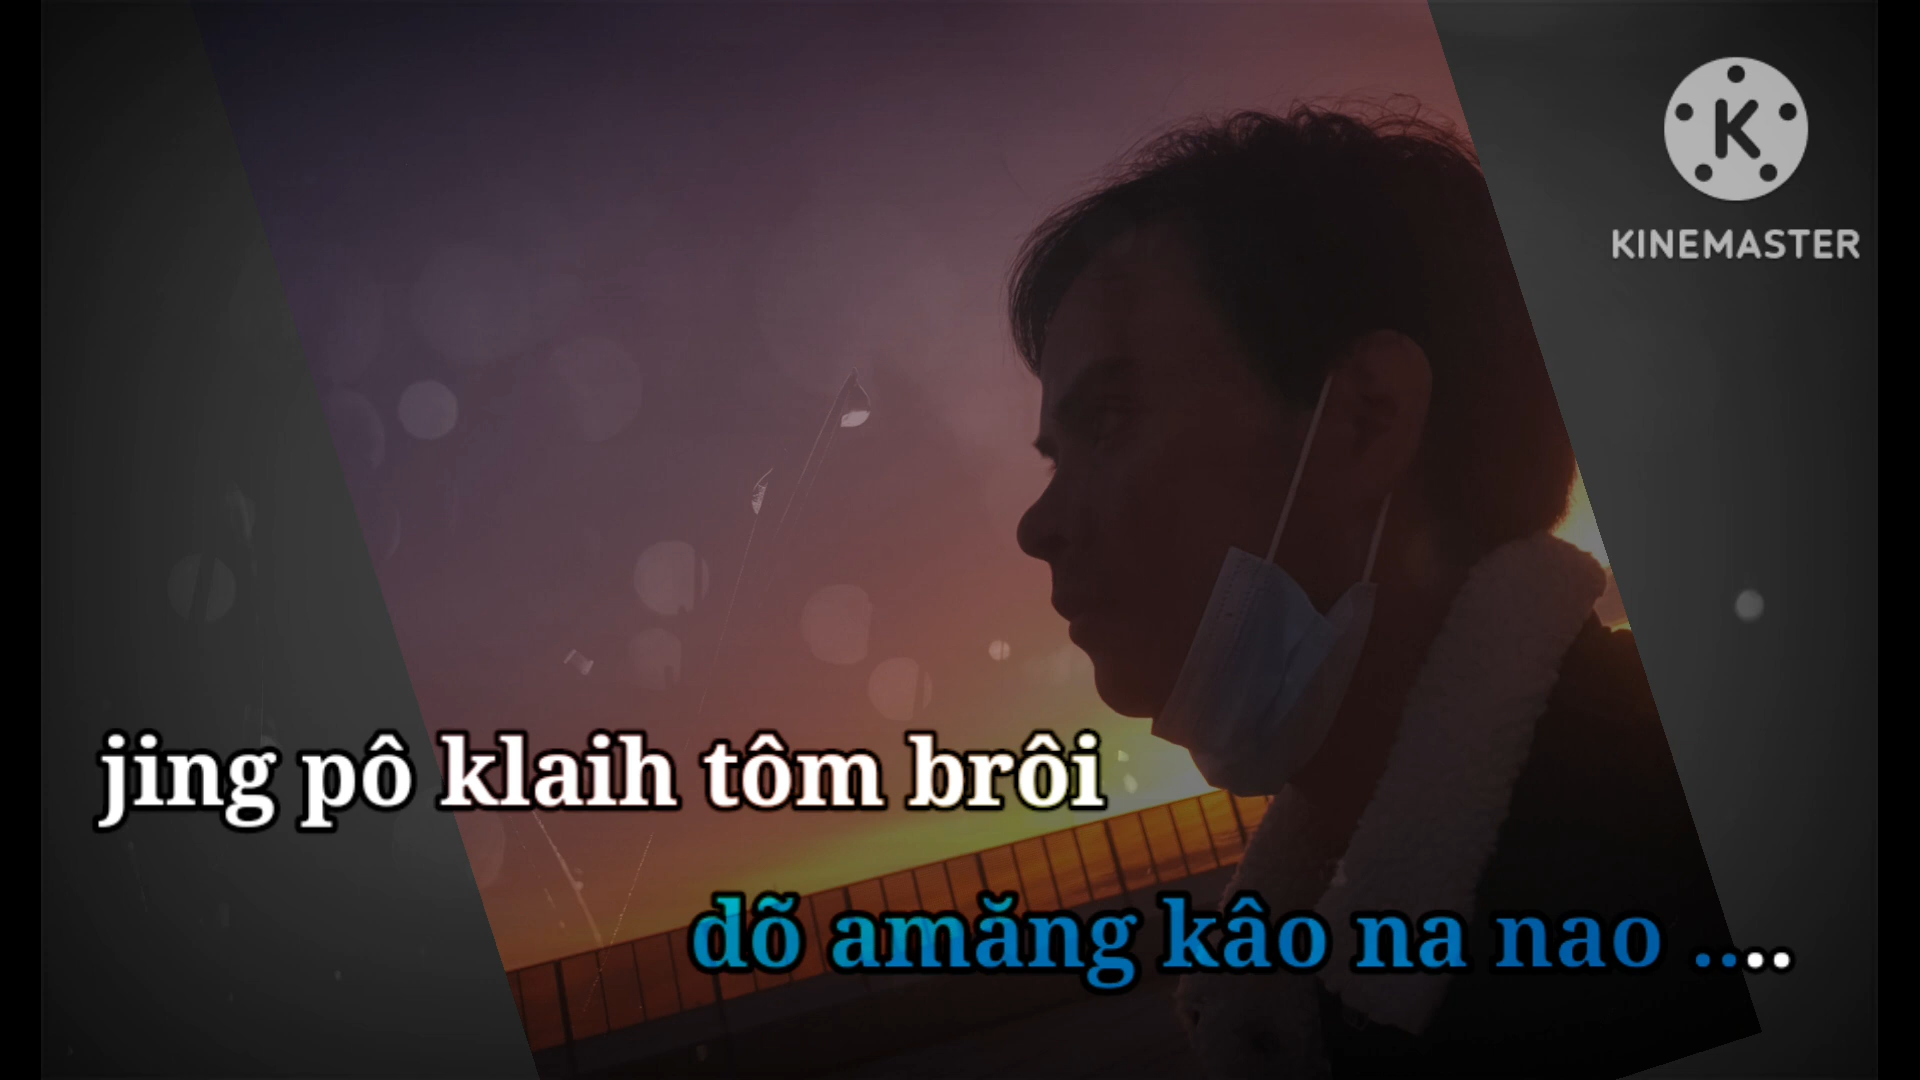 KINEMASTER
jing pô klaih tôm brôi
dõ amăng kâo na nao ....